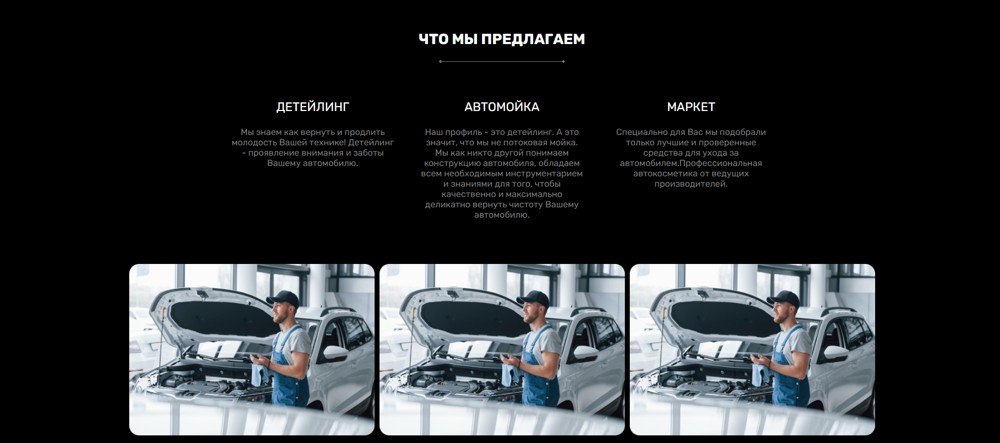 ЧТО МЫ ПРЕДЛАГАЕМ
ДЕТЕЙЛИНГ
Мы знаем как вернуть и продлить
молодость Вашей технике! Детейлинг
- проявление внимания и заботы
Вашему автомобилю.
АВТОМОЙКА
Наш профиль - это детейлинг. А это
значит, что мы не потоковая мойка.
Мы как никто другой понимаем
конструкцию автомобиля, обладаем
всем необходимым инструментарием
и знаниями для того, чтобы
качественно и максимально
деликатно вернуть чистоту Вашему
автомобилю.
МАРКЕТ
Специально для Вас мы подобрали
только лучшие и проверенные
средства для ухода за
автомобилем.Профессиональная
автокосметика от ведущих
производителей.